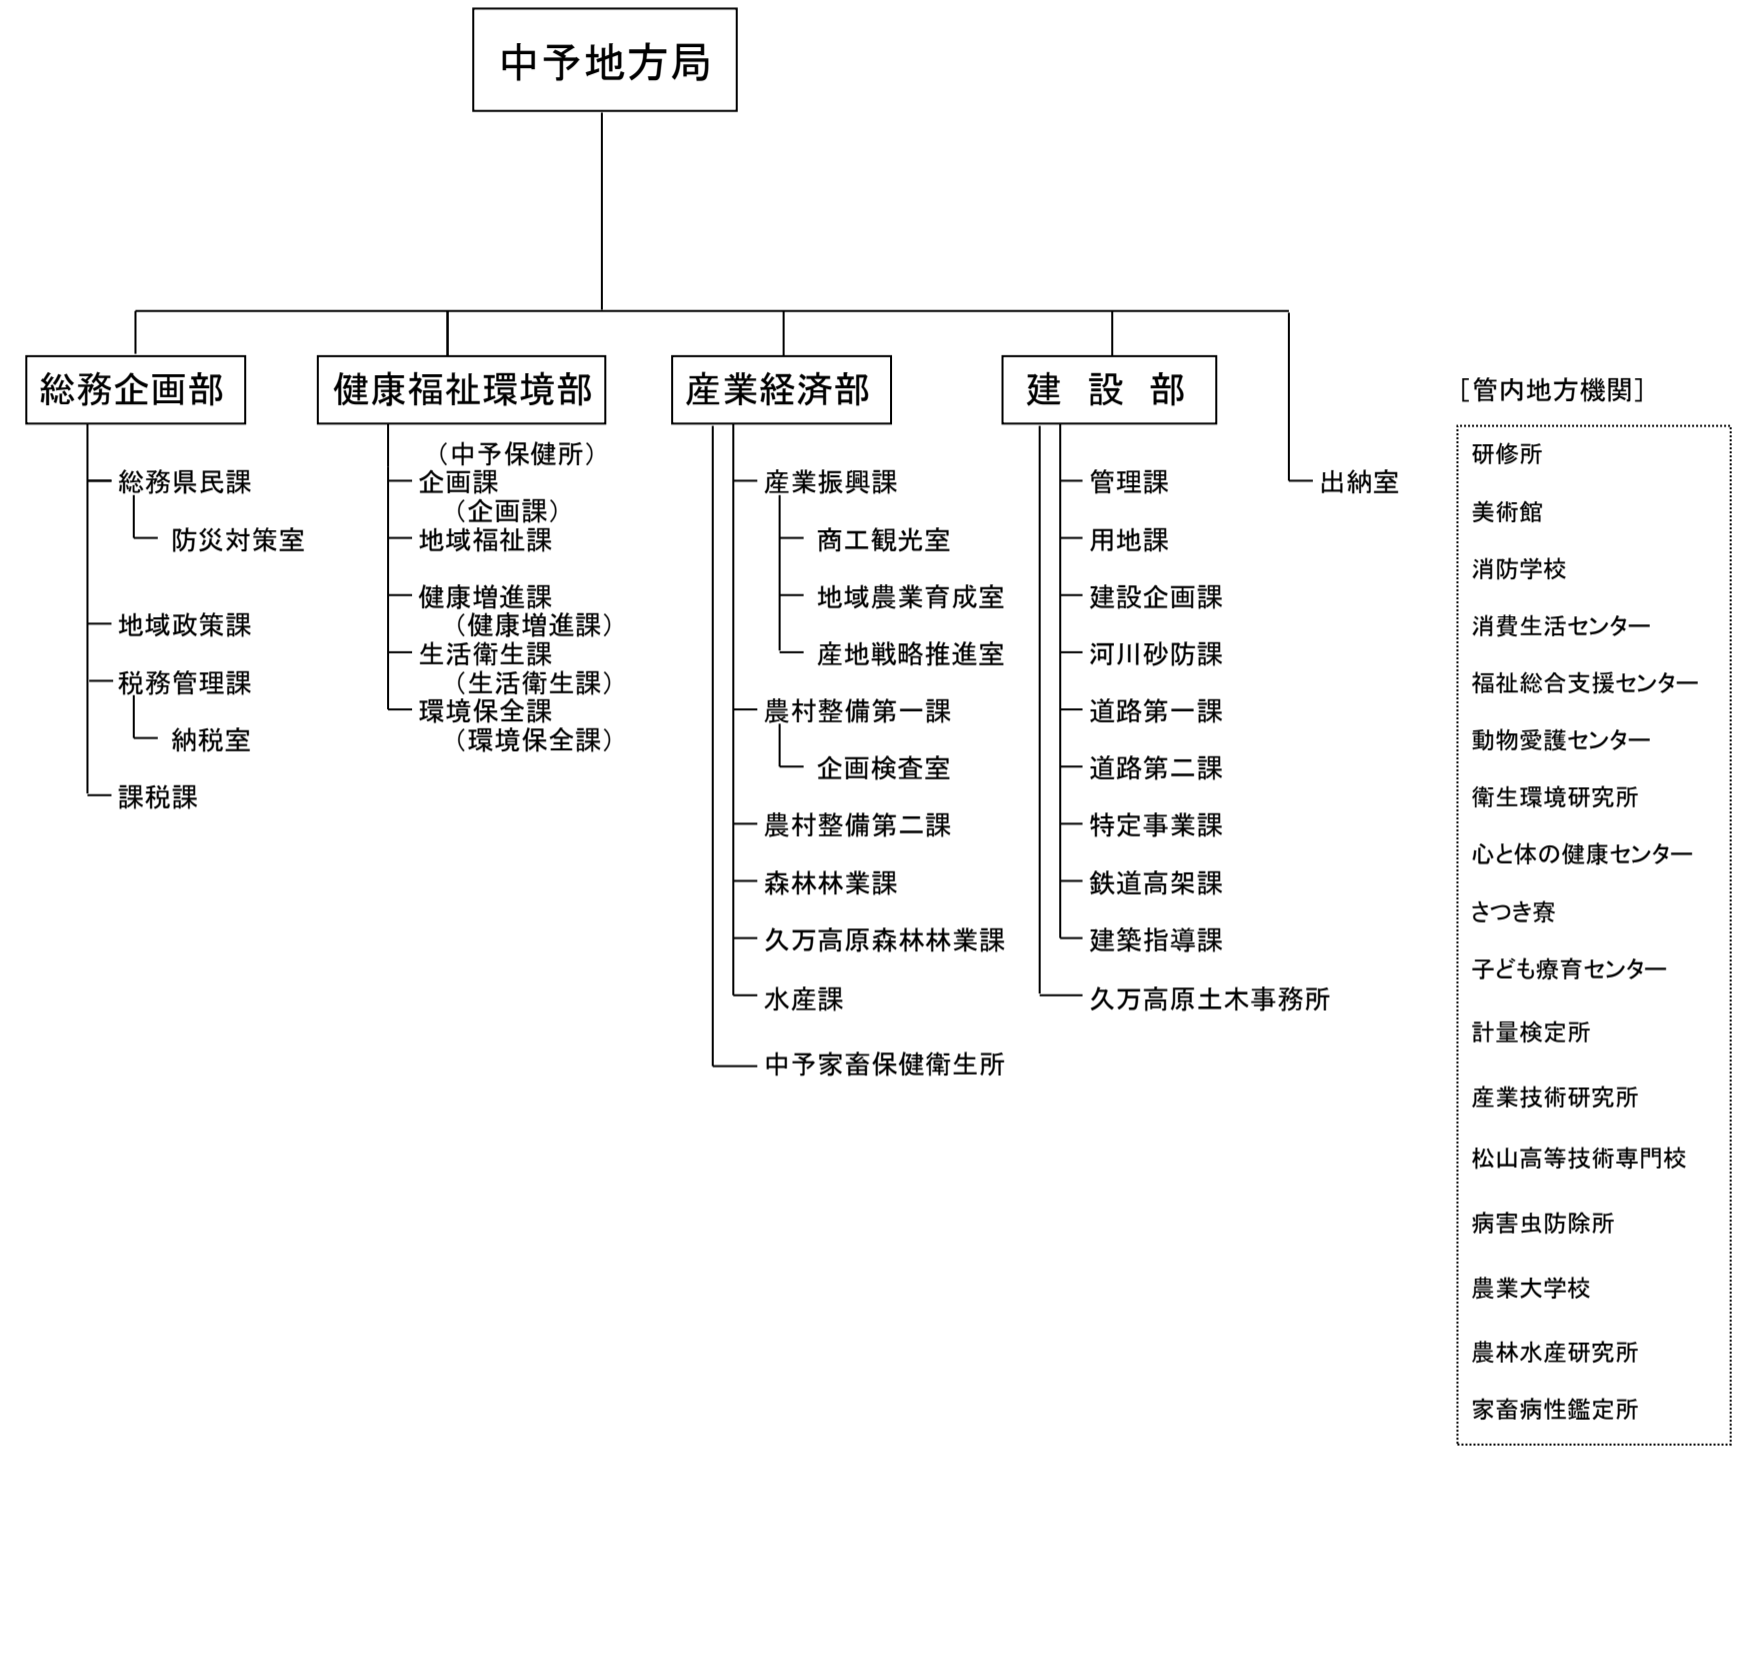 中予地方局
総務企画部
総務県民課
防災対策室
地域政策課
税務管理課
納税室
課税課
健康福祉環境部
（中予保健所）
企画課
（企画課）
地域福祉課
健康増進課
（健康増進課）
生活衛生課
（生活衛生課）
環境保全課
（環境保全課）
産業経済部
産業振興課
商工観光室
地域農業育成室
産地戦略推進室
農村整備第一課
企画検査室
農村整備第二課
森林林業課
久万高原森林林業課
水産課
中予家畜保健衛生所
建 設 部
管理課
用地課
建設企画課
河川砂防課
道路第一課
道路第二課
特定事業課
鉄道高架課
建築指導課
久万高原土木事務所
出納室
［管内地方機関］
研修所
美術館
消防学校
消費生活センター
福祉総合支援センター
動物愛護センター
衛生環境研究所
心と体の健康センター
さつき寮
子ども療育センター
計量検定所
産業技術研究所
松山高等技術専門校
病害虫防除所
農業大学校
農林水産研究所
家畜病性鑑定所